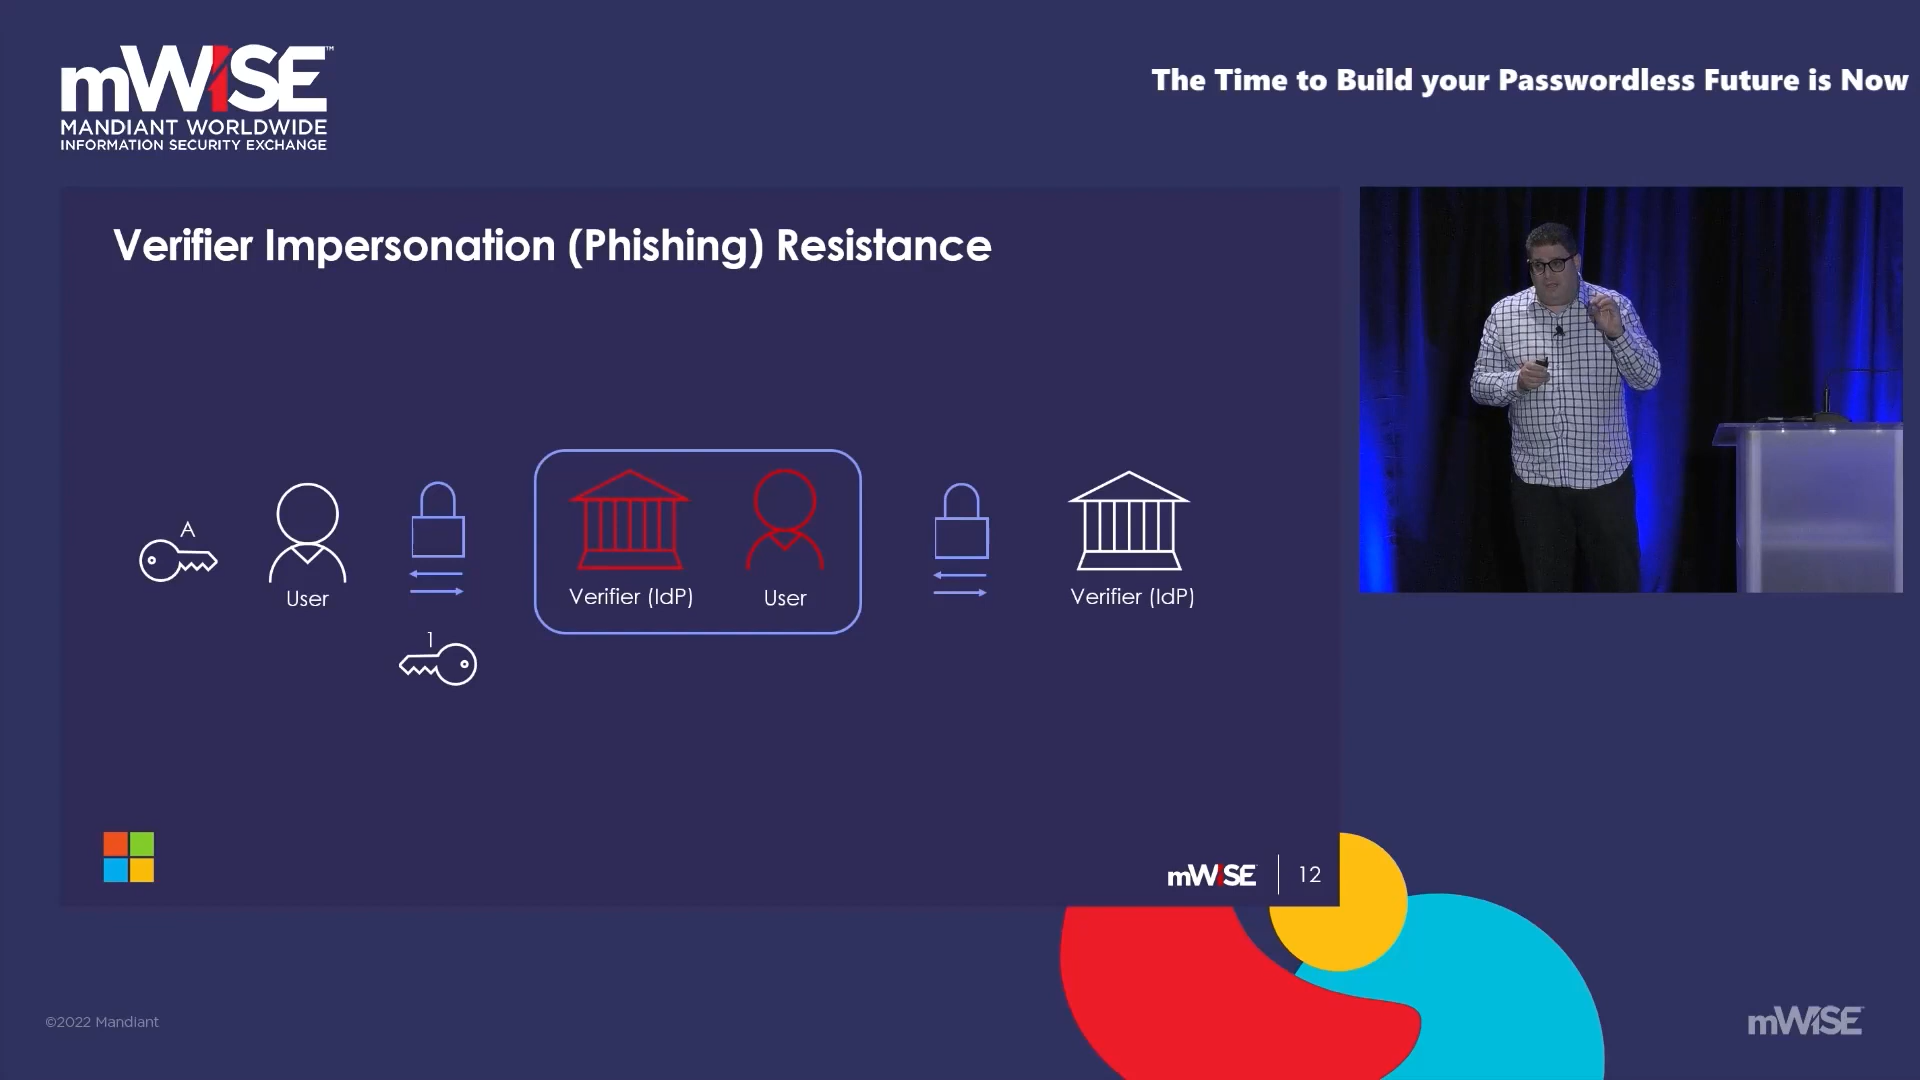 mWISE™
MANDIANT WORLDWIDE
INFORMATION SECURITY EXCHANGE
The Time to Build your Passwordless Future is Now
Verifier Impersonation (Phishing) Resistance
A
User
1
Verifier (IdP)
User
Verifier (IdP)
mWISE
12
©2022 Mandiant
mWISE